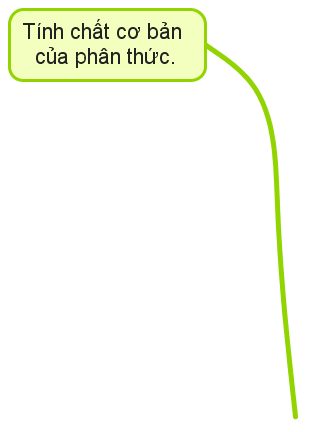 Tính chất cơ bản
của phân thức.